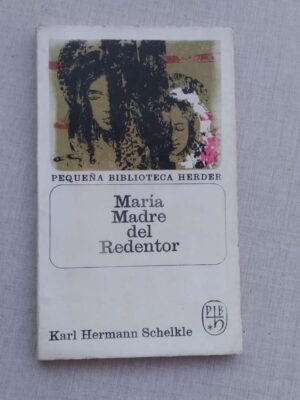 PEQUEÑA BIBLIOTECA HERDER
María
Madre
del
Redentor
Karl Hermann Schelkle